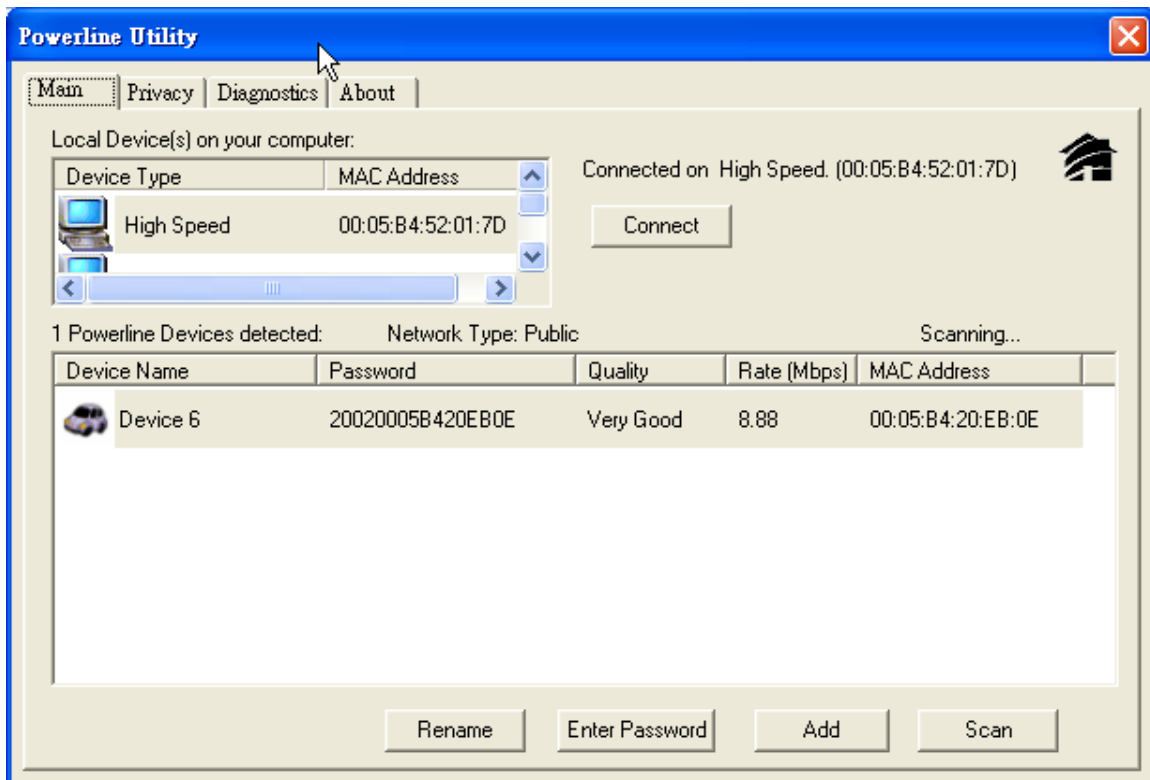 Powerline Utility
Main Privacy Diagnostics About
Local Device(s) on your computer:
Device Type MAC Address
High Speed 00:05:B4:52:01:7D
Connected on High Speed. (00:05:B4:52:01:7D)
Connect
1 Powerline Devices detected: Network Type: Public Scanning...
Device Name Password Quality Rate (Mbps) MAC Address
Device 6 20020005B420EB0E Very Good 8.88 00:05:B4:20:EB:0E
Rename Enter Password Add Scan